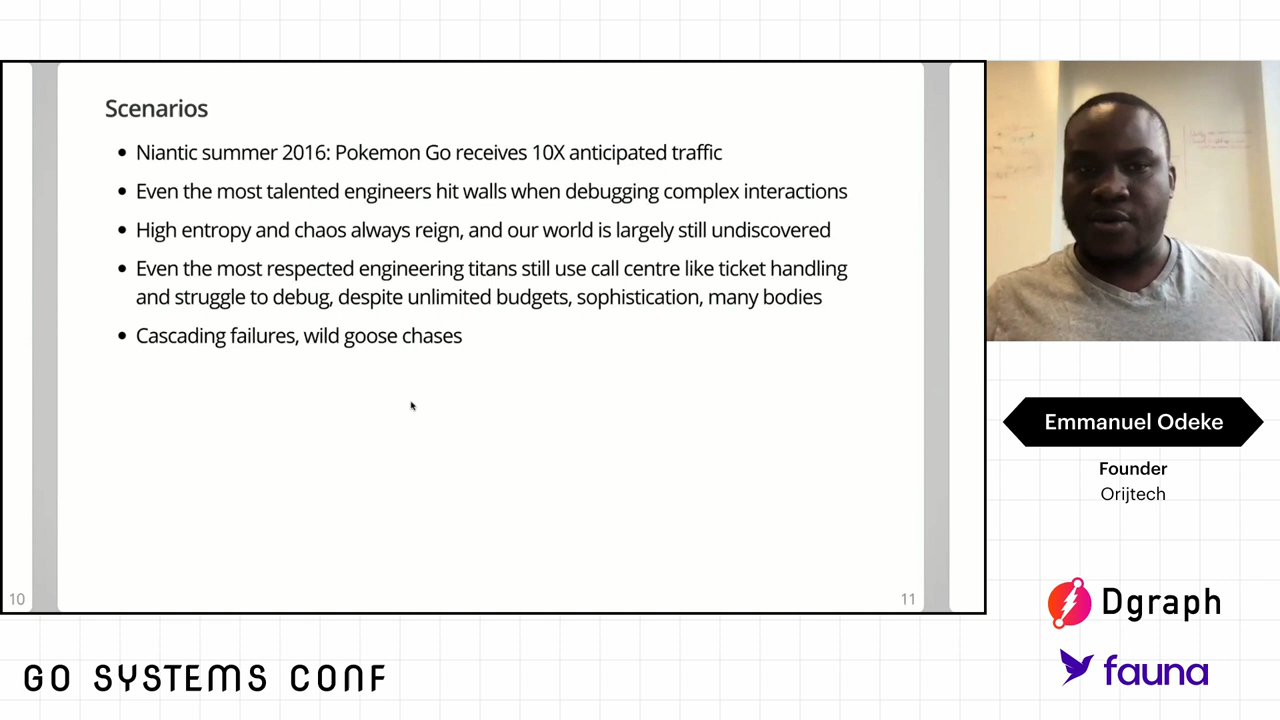 Scenarios
• Niantic summer 2016: Pokemon Go receives 10X anticipated traffic
• Even the most talented engineers hit walls when debugging complex interactions
• High entropy and chaos always reign, and our world is largely still undiscovered
• Even the most respected engineering titans still use call centre like ticket handling
and struggle to debug, despite unlimited budgets, sophistication, many bodies
• Cascading failures, wild goose chases
10
11
Emmanuel Odeke
Founder
Orijtech
Dgraph
fauna
GO SYSTEMS CONF